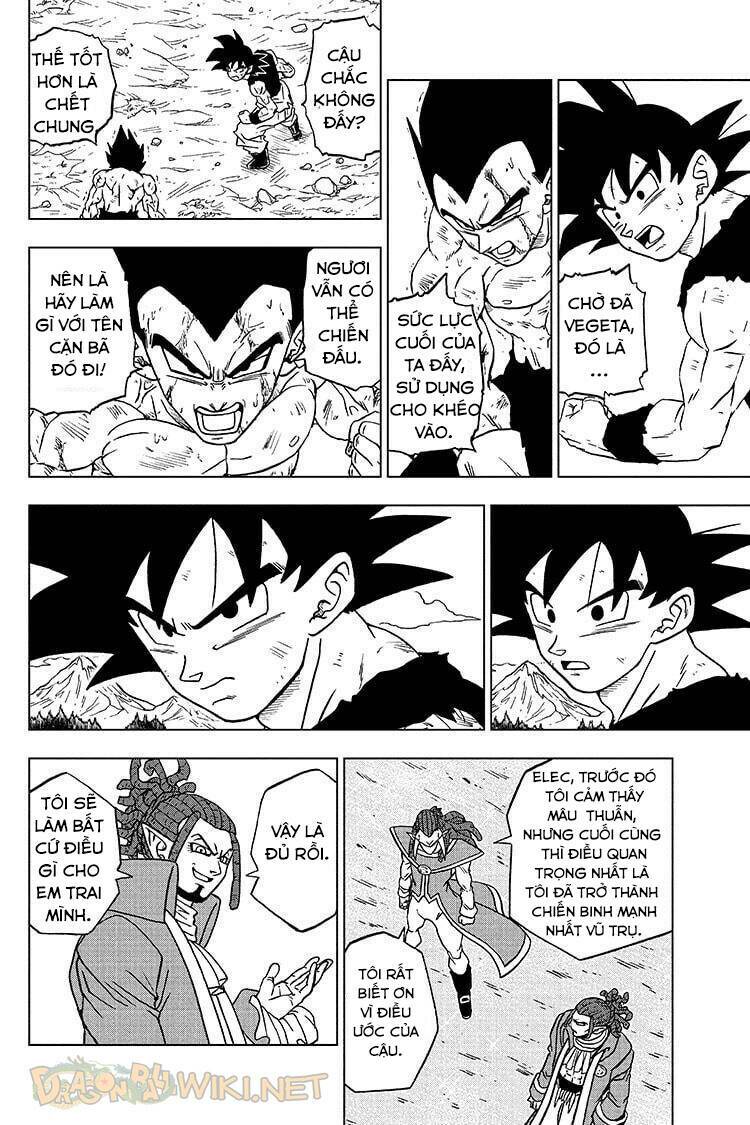 CẬU
CHẮC
KHÔNG
ĐẤY?
THẾ TỐT
HƠN LÀ
CHẾT
CHUNG.
CHỜ ĐÃ
VEGETA,
ĐÓ LÀ
...
SỨC LỰC
CUỐI CỦA
TA ĐẤY,
SỬ DỤNG
CHO KHÉO
VÀO.
NGƯƠI
VẪN CÓ
THỂ
CHIẾN
ĐẤU.
NÊN LÀ
HÃY LÀM
GÌ VỚI TÊN
CẶN BÃ
ĐÓ ĐI!
ELEC, TRƯỚC ĐÓ
TÔI CẢM THẤY
MÂU THUẪN,
NHƯNG CUỐI CÙNG
THÌ ĐIỀU QUAN
TRỌNG NHẤT LÀ
TÔI ĐÃ TRỞ THÀNH
CHIẾN BINH MẠNH
NHẤT VŨ TRỤ.
TÔI RẤT
BIẾT ƠN
VÌ ĐIỀU
ƯỚC CỦA
CẬU.
VẬY LÀ
ĐỦ RỒI.
TÔI SẼ
LÀM BẤT
CỨ ĐIỀU
GÌ CHO
EM TRAI
MÌNH.
DRAGON BALL WIKI.NET